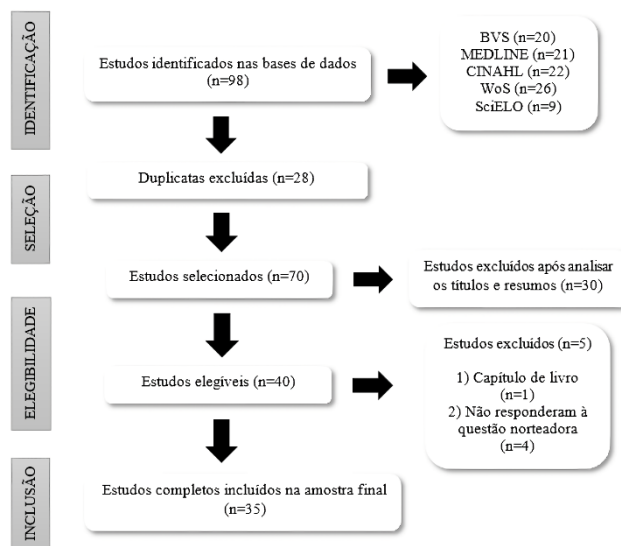 IDENTIFICAÇÃO
Estudos identificados nas bases de dados
(n=98)
BVS (n=20)
MEDLINE (n=21)
CINAHL (n=22)
WoS (n=26)
SciELO (n=9)
Duplicatas excluídas (n=28)
SELEÇÃO
Estudos selecionados (n=70)
Estudos excluídos após analisar
os títulos e resumos (n=30)
ELEGIBILIDADE
Estudos elegíveis (n=40)
Estudos excluídos (n=5)
1) Capítulo de livro
(n=1)
2) Não responderam à
questão norteadora
(n=4)
INCLUSÃO
Estudos completos incluídos na amostra final
(n=35)